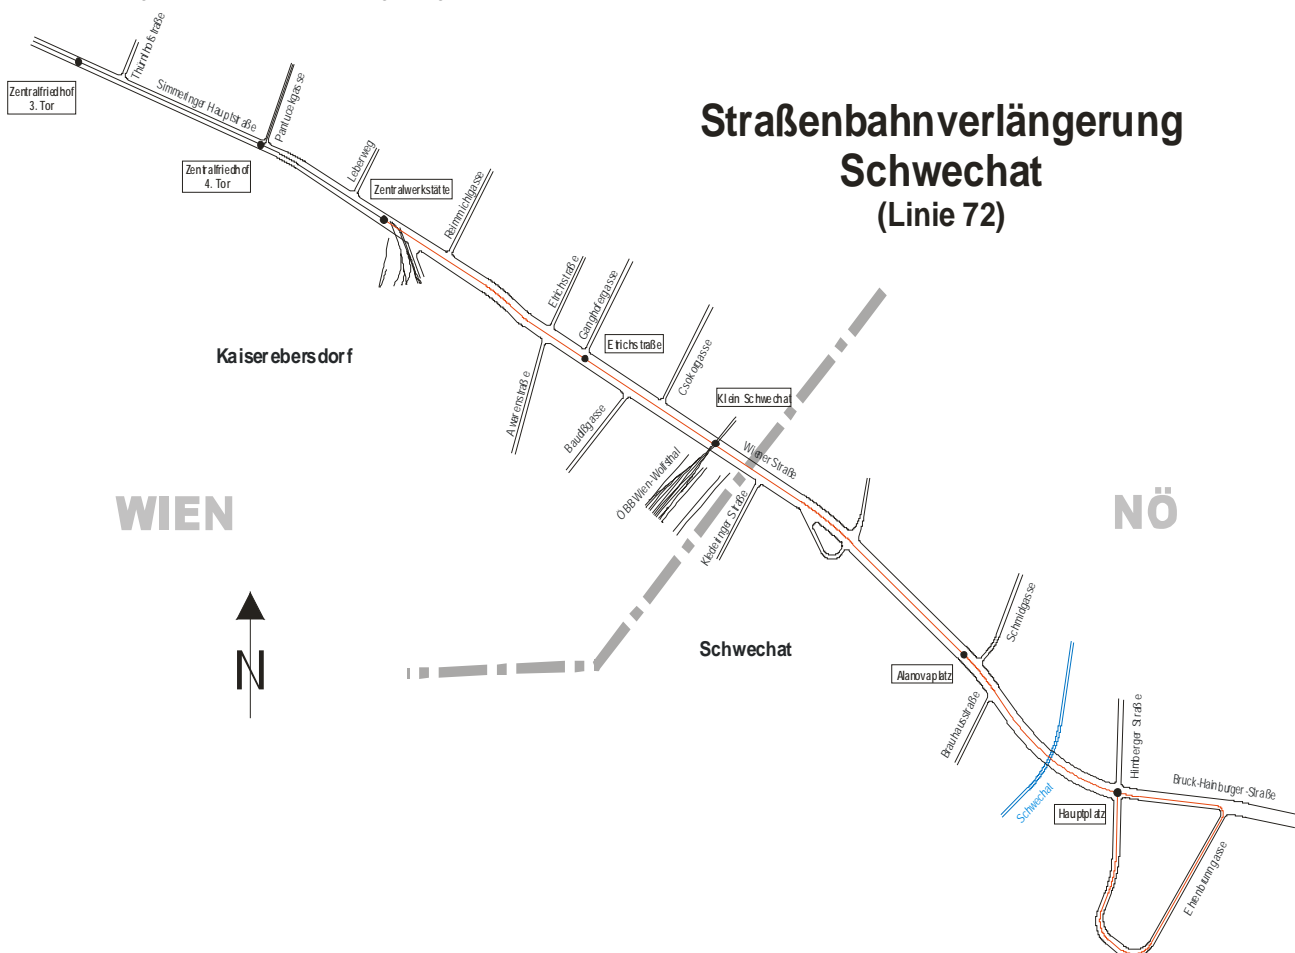 Straßenbahnverlängerung
Schwechat
(Linie 72)
Thürnlhofstraße
Zentralfriedhof
3. Tor
Simmeringer Hauptstraße
Pantucekgasse
Zentralfriedhof
4. Tor
Leberweg
Zentralwerkstätte
Reimmichlgasse
Etrichstraße
Ganghofergasse
Etrichstraße
Kaiserebersdorf
Awarenstraße
Baudißgasse
Csokorgasse
Klein Schwechat
Wiener Straße
ÖBB Wien-Wolfsthal
Klederinger Straße
WIEN
NÖ
N
Schwechat
Schmidgasse
Alanovaplatz
Brauhausstraße
Schwechat
Himberger Straße
Bruck-Hainburger-Straße
Hauptplatz
Ehrenbrunngasse